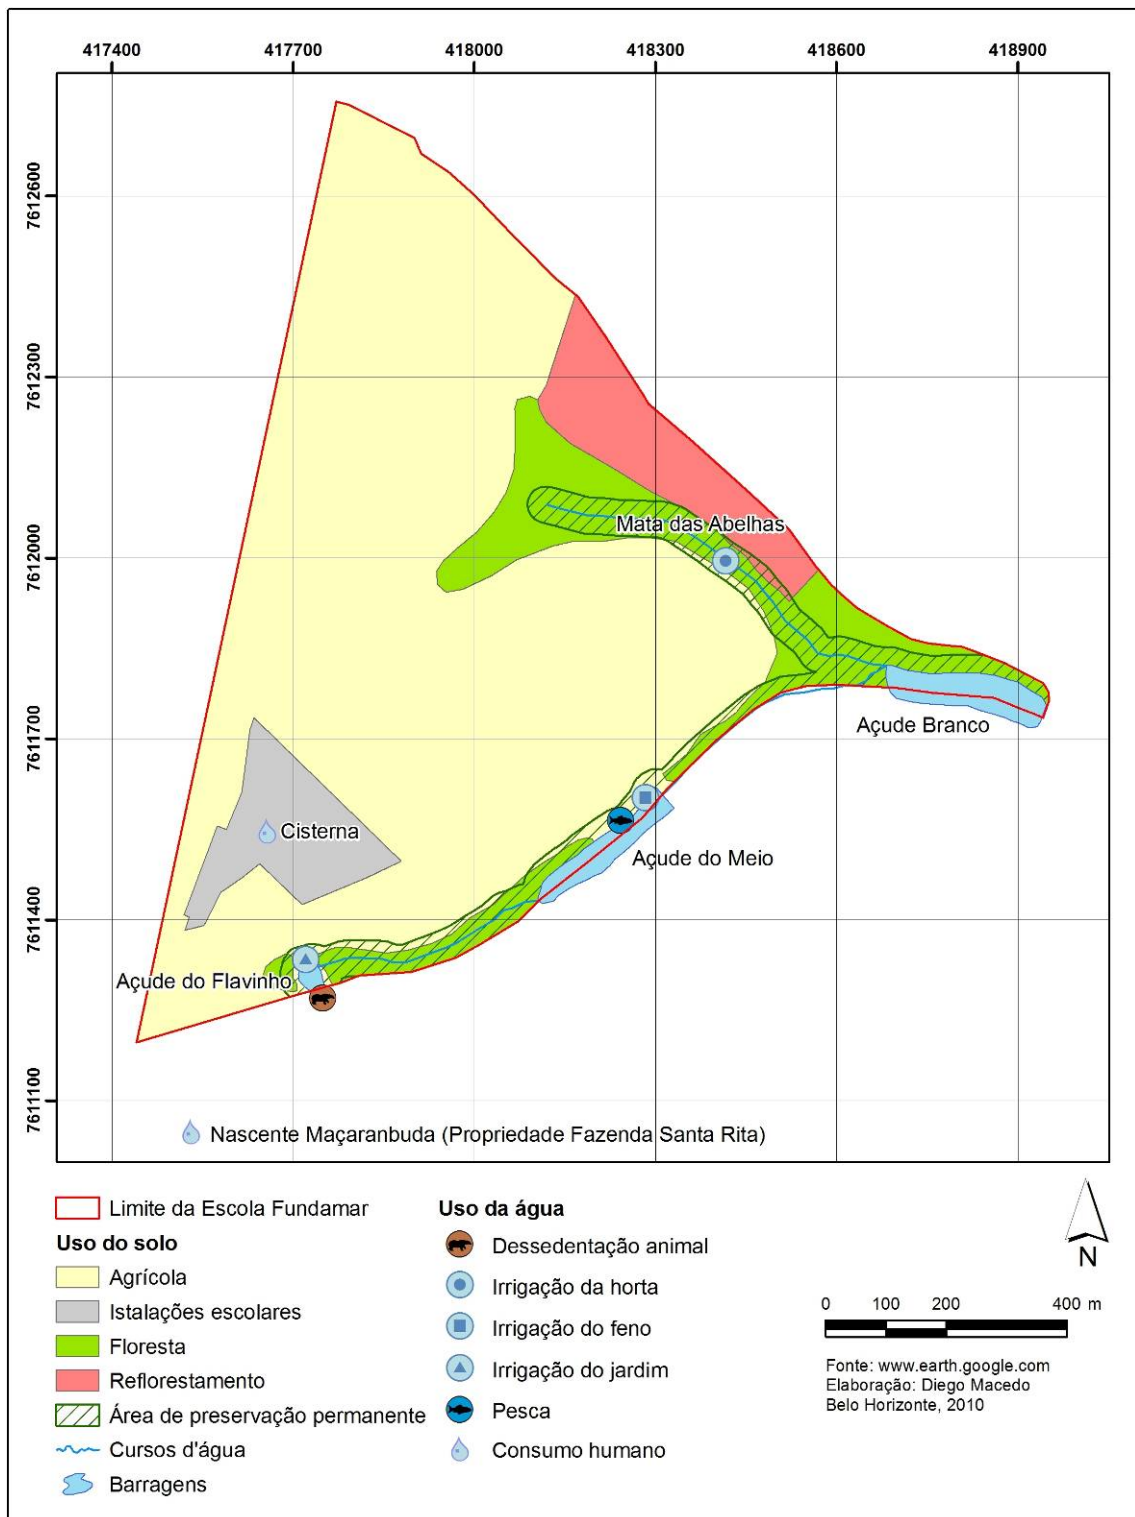 417400 417700 418000 418300 418600 418900
7612600
7612300
7612000
7611700
7611400
7611100
Mata das Abelhas
Açude Branco
Cisterna
Açude do Meio
Açude do Flavinho
Nascente Maçaranbuda (Propriedade Fazenda Santa Rita)
Limite da Escola Fundamar
Uso do solo
Agrícola
Istalações escolares
Floresta
Reflorestamento
Área de preservação permanente
Cursos d'água
Barragens
Uso da água
Dessedentação animal
Irrigação da horta
Irrigação do feno
Irrigação do jardim
Pesca
Consumo humano
N
0 100 200 400 m
Fonte: www.earth.google.com
Elaboração: Diego Macedo
Belo Horizonte, 2010